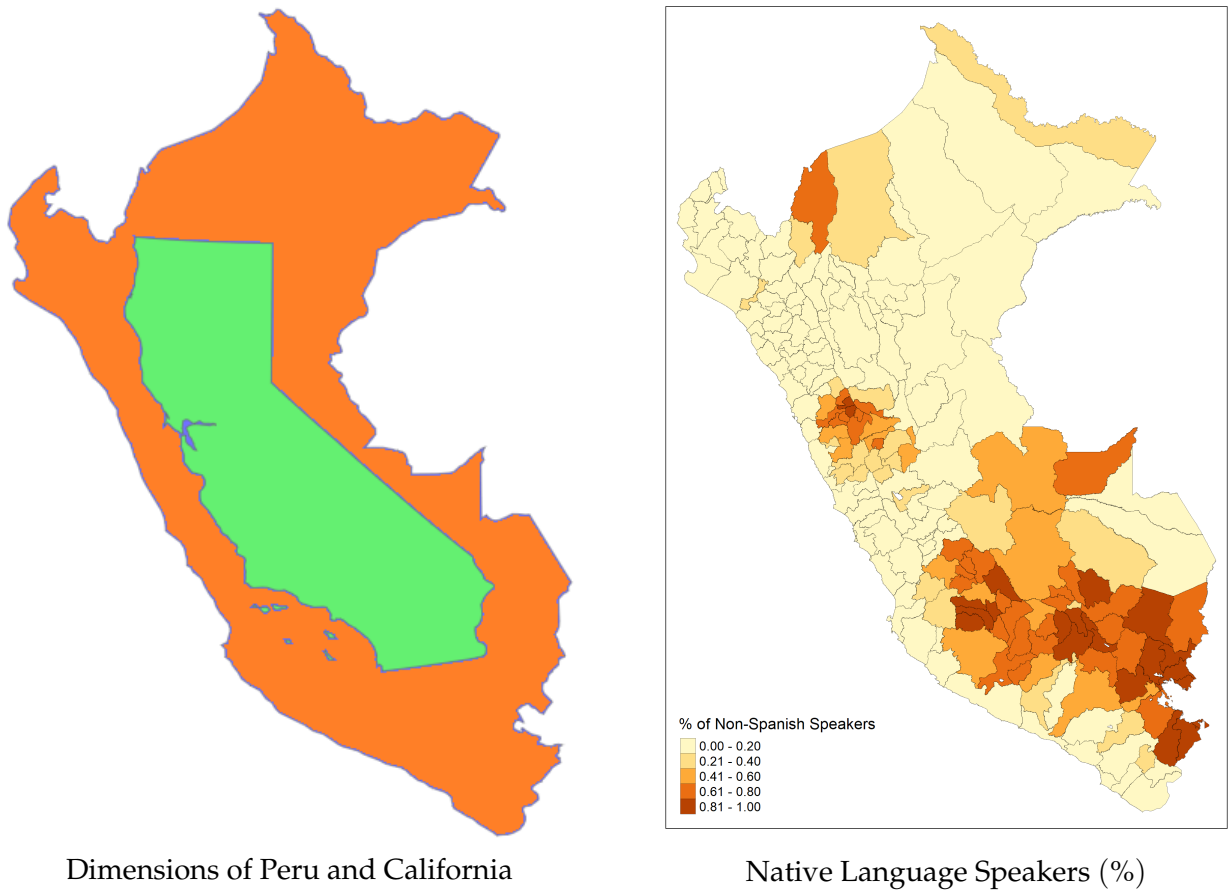 % of Non-Spanish Speakers
0.00 - 0.20
0.21 - 0.40
0.41 - 0.60
0.61 - 0.80
0.81 - 1.00
Dimensions of Peru and California
Native Language Speakers (%)